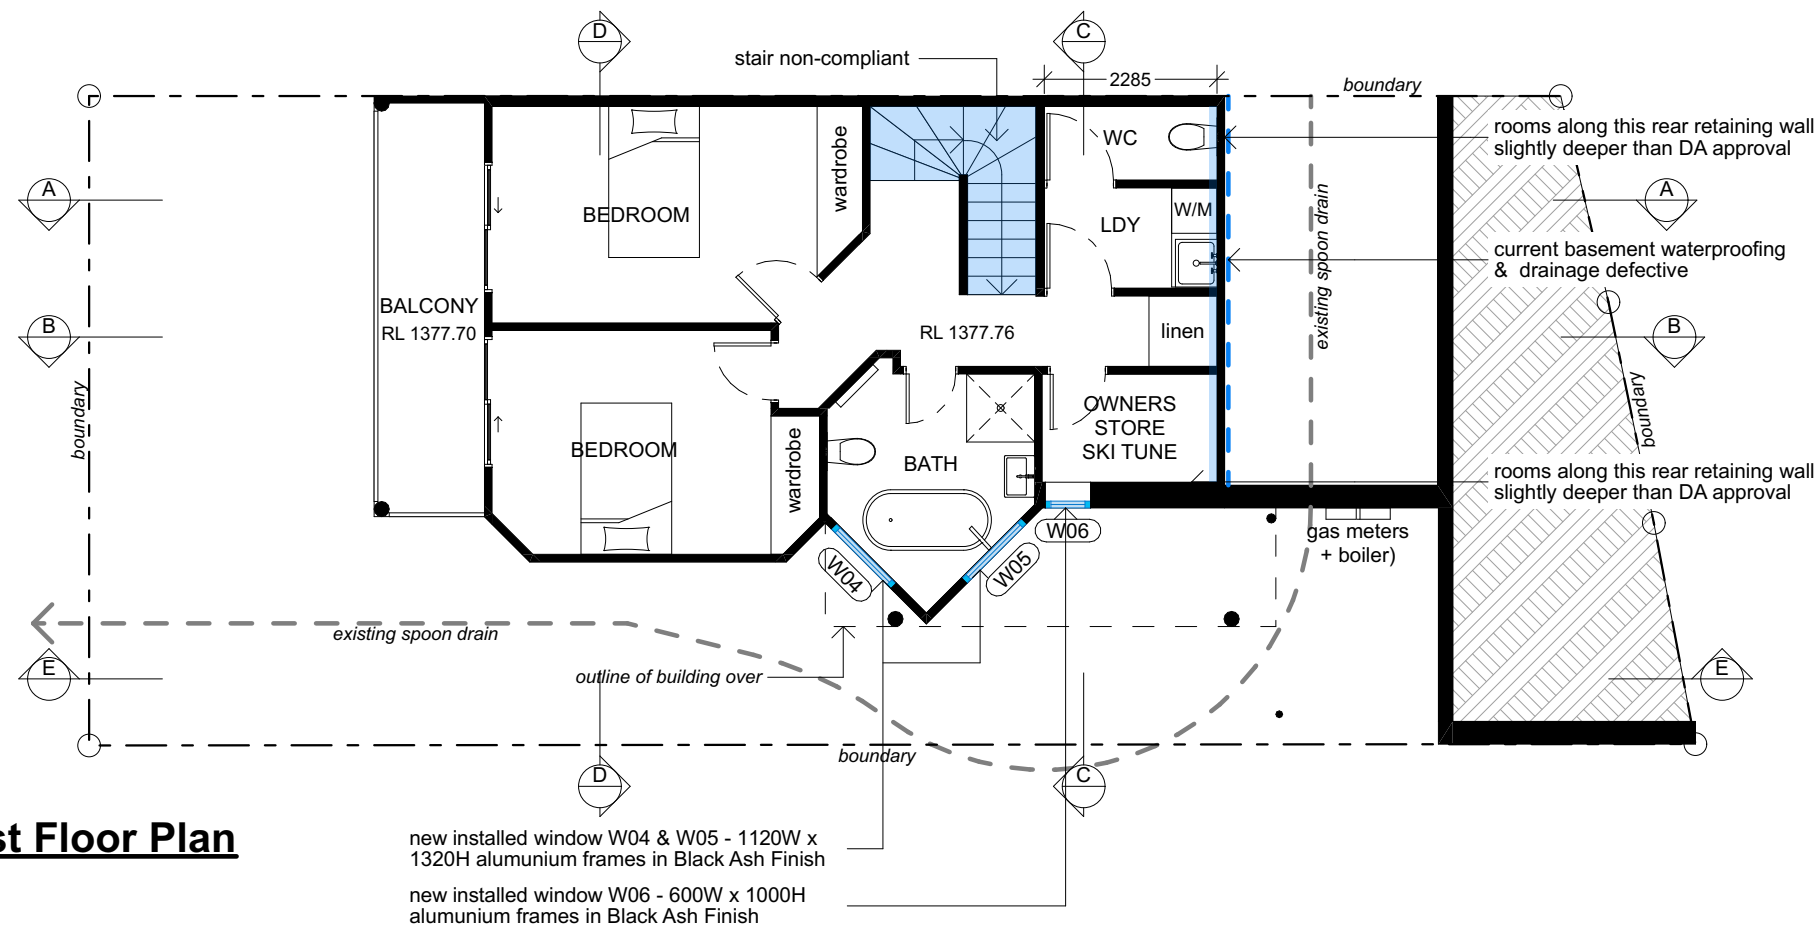 D
C
stair non-compliant
2285
boundary
rooms along this rear retaining wall
slightly deeper than DA approval
wardrobe
WC
A
A
BEDROOM
W/M
LDY
existing spoon drain
current basement waterproofing
& drainage defective
BALCONY
RL 1377.70
RL 1377.76
linen
B
B
boundary
boundary
OWNERS
STORE
SKI TUNE
BEDROOM
wardrobe
BATH
rooms along this rear retaining wall
slightly deeper than DA approval
W06
gas meters
+ boiler)
W04
W05
existing spoon drain
outline of building over
E
E
boundary
D
C
st Floor Plan
new installed window W04 & W05 - 1120W x
1320H alumunium frames in Black Ash Finish
new installed window W06 - 600W x 1000H
alumunium frames in Black Ash Finish